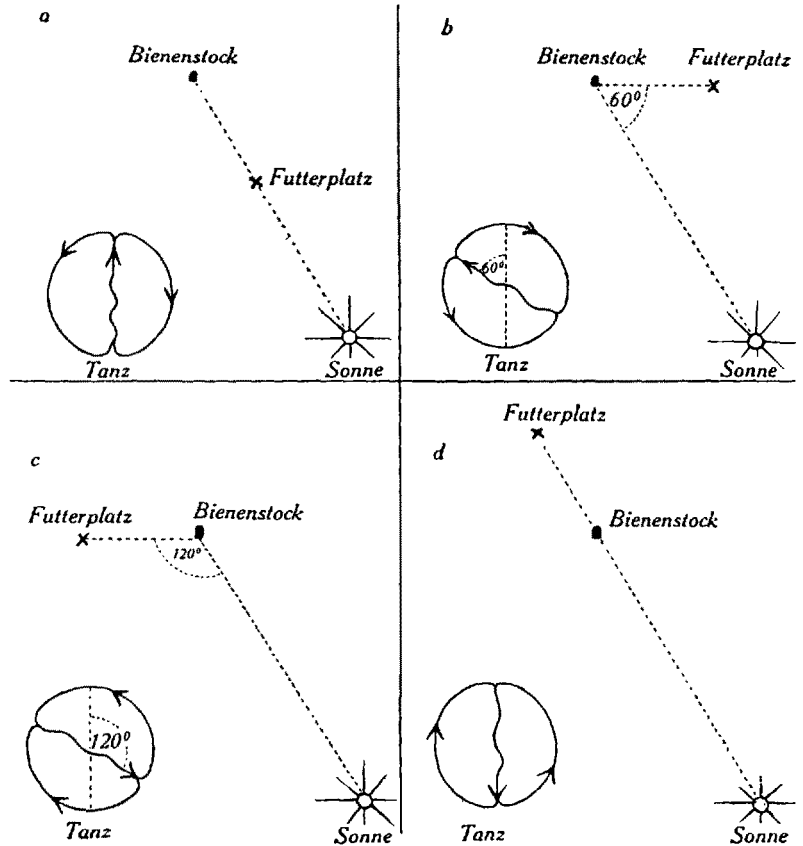 a
Bienenstock
Futterplatz
Tanz
Sonne
b
Bienenstock
Futterplatz
60°
60°
Tanz
Sonne
c
Futterplatz
Bienenstock
120°
120°
Tanz
Sonne
d
Futterplatz
Bienenstock
Tanz
Sonne